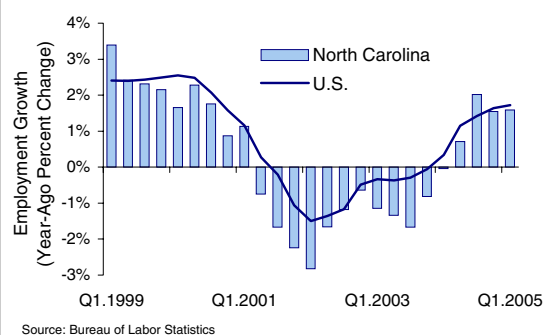 4%
3%
2%
1%
0%
-1%
-2%
-3%
Employment Growth
(Year-Ago Percent Change)
North Carolina
U.S.
Q1.1999
Q1.2001
Q1.2003
Q1.2005
Source: Bureau of Labor Statistics